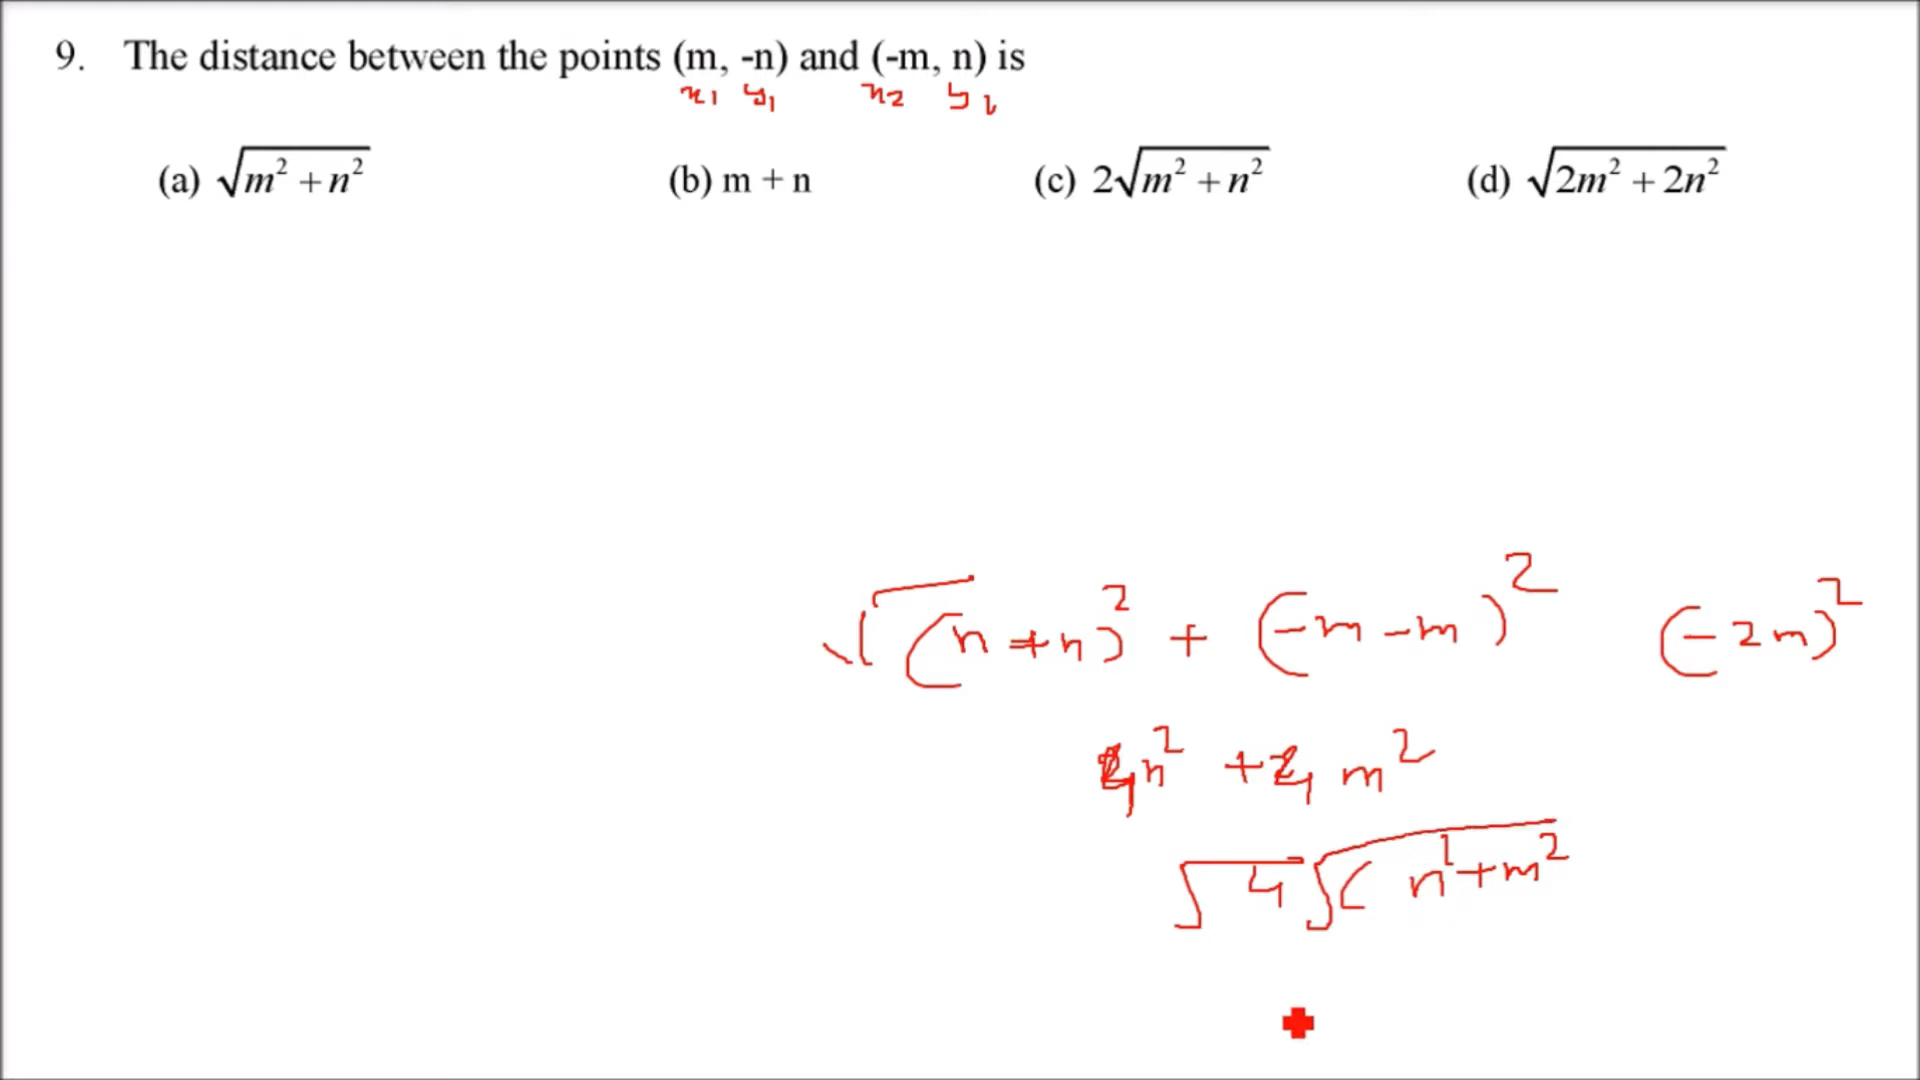 9. The distance between the points (m, -n) and (-m, n) is
x1 y1 x2 y2
(a) √m² + n² (b) m + n (c) 2√m² + n² (d) √2m² + 2n²
√(n + n)² + (-m - m)² (-2m)²
4n² + 4m²
√4 √(n² + m²